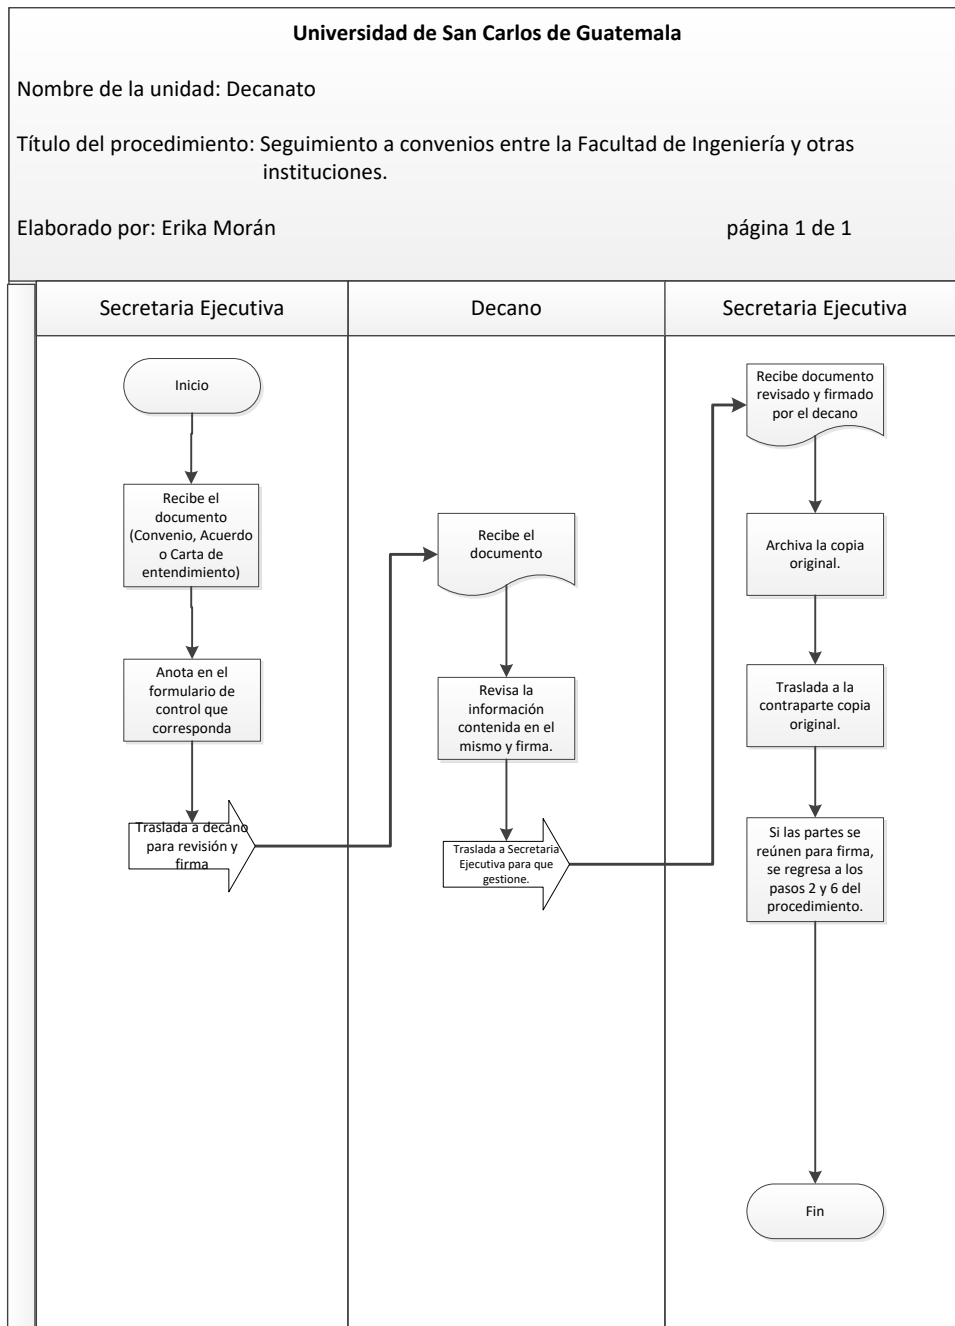 Universidad de San Carlos de Guatemala
Nombre de la unidad: Decanato
Título del procedimiento: Seguimiento a convenios entre la Facultad de Ingeniería y otras
instituciones.
Elaborado por: Erika Morán
página 1 de 1
Secretaria Ejecutiva
Decano
Secretaria Ejecutiva
Inicio
Recibe el
documento
(Convenio, Acuerdo
o Carta de
entendimiento)
Anota en el
formulario de
control que
corresponda
Traslada a decano
para revisión y
firma
Recibe el
documento
Revisa la
información
contenida en el
mismo y firma.
Traslada a Secretaria
Ejecutiva para que
gestione.
Recibe documento
revisado y firmado
por el decano
Archiva la copia
original.
Traslada a la
contraparte copia
original.
Si las partes se
reúnen para firma,
se regresa a los
pasos 2 y 6 del
procedimiento.
Fin